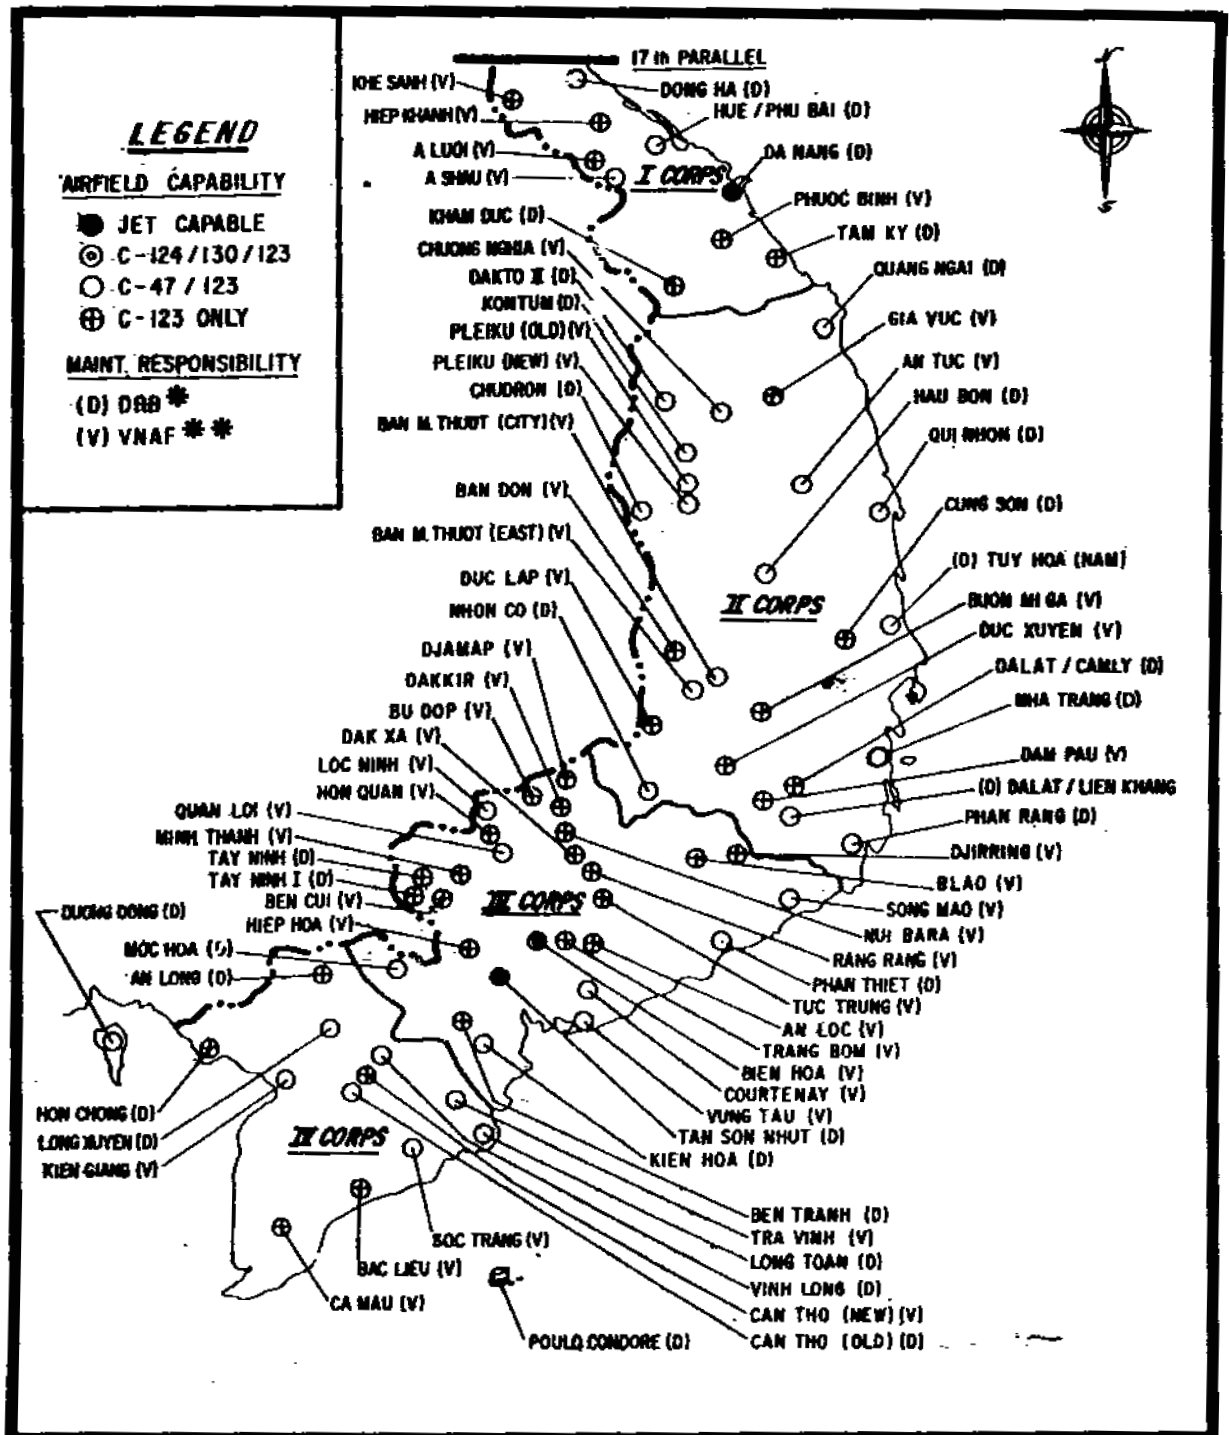 17th PARALLEL
LEGEND
AIRFIELD CAPABILITY
JET CAPABLE
C-124/130/123
C-47/123
C-123 ONLY
MAINT. RESPONSIBILITY
(D) DAB *
(V) VNAF * *
KHE SANH (V)
HIEP KHANH (V)
A LUOI (V)
A SHAU (V)
KHAM DUC (D)
CHUONG NGHIA (V)
DAKTO II (D)
KONTUM (D)
PLEIKU (OLD) (V)
PLEIKU (NEW) (V)
CHUDRON (D)
BAN M. THUOT (CITY) (V)
BAN DON (V)
BAN M. THUOT (EAST) (V)
DUC LAP (V)
NHON CO (D)
DJAMAP (V)
DAKKIR (V)
BU DOP (V)
DAK XA (V)
LOC NINH (V)
HON QUAN (V)
QUAN LOI (V)
MINH THANH (V)
TAY NINH (D)
TAY NINH I (D)
BEN CUI (V)
HIEP HOA (V)
DUONG DONG (D)
MOC HOA (D)
AN LONG (D)
HON CHONG (D)
LONG XUYEN (D)
KIEN GIANG (V)
DONG HA (D)
HUE / PHU BAI (D)
DA NANG (D)
I CORPS
PHUOC BINH (V)
TAM KY (D)
QUANG NGAI (D)
GIA VUC (V)
AN TUC (V)
HAU BON (D)
QUI NHON (D)
CUNG SON (D)
(D) TUY HOA (NAM)
II CORPS
BUON MI GA (V)
DUC XUYEN (V)
DALAT / CAMLY (D)
NHA TRANG (D)
DAM PAU (V)
(D) DALAT / LIEN KHANG
PHAN RANG (D)
DJIRRING (V)
BLAO (V)
III CORPS
SONG MAO (V)
NUI BARA (V)
RANG RANG (V)
PHAN THIET (D)
TUC TRUNG (V)
AN LOC (V)
TRANG BOM (V)
BIEN HOA (V)
COURTENAY (V)
VUNG TAU (V)
TAN SON NHUT (D)
KIEN HOA (D)
IV CORPS
BEN TRANH (D)
TRA VINH (V)
LONG TOAN (D)
VINH LONG (D)
CAN THO (NEW) (V)
CAN THO (OLD) (D)
SOC TRANG (V)
BAC LIEU (V)
CA MAU (V)
POULO CONDORE (D)